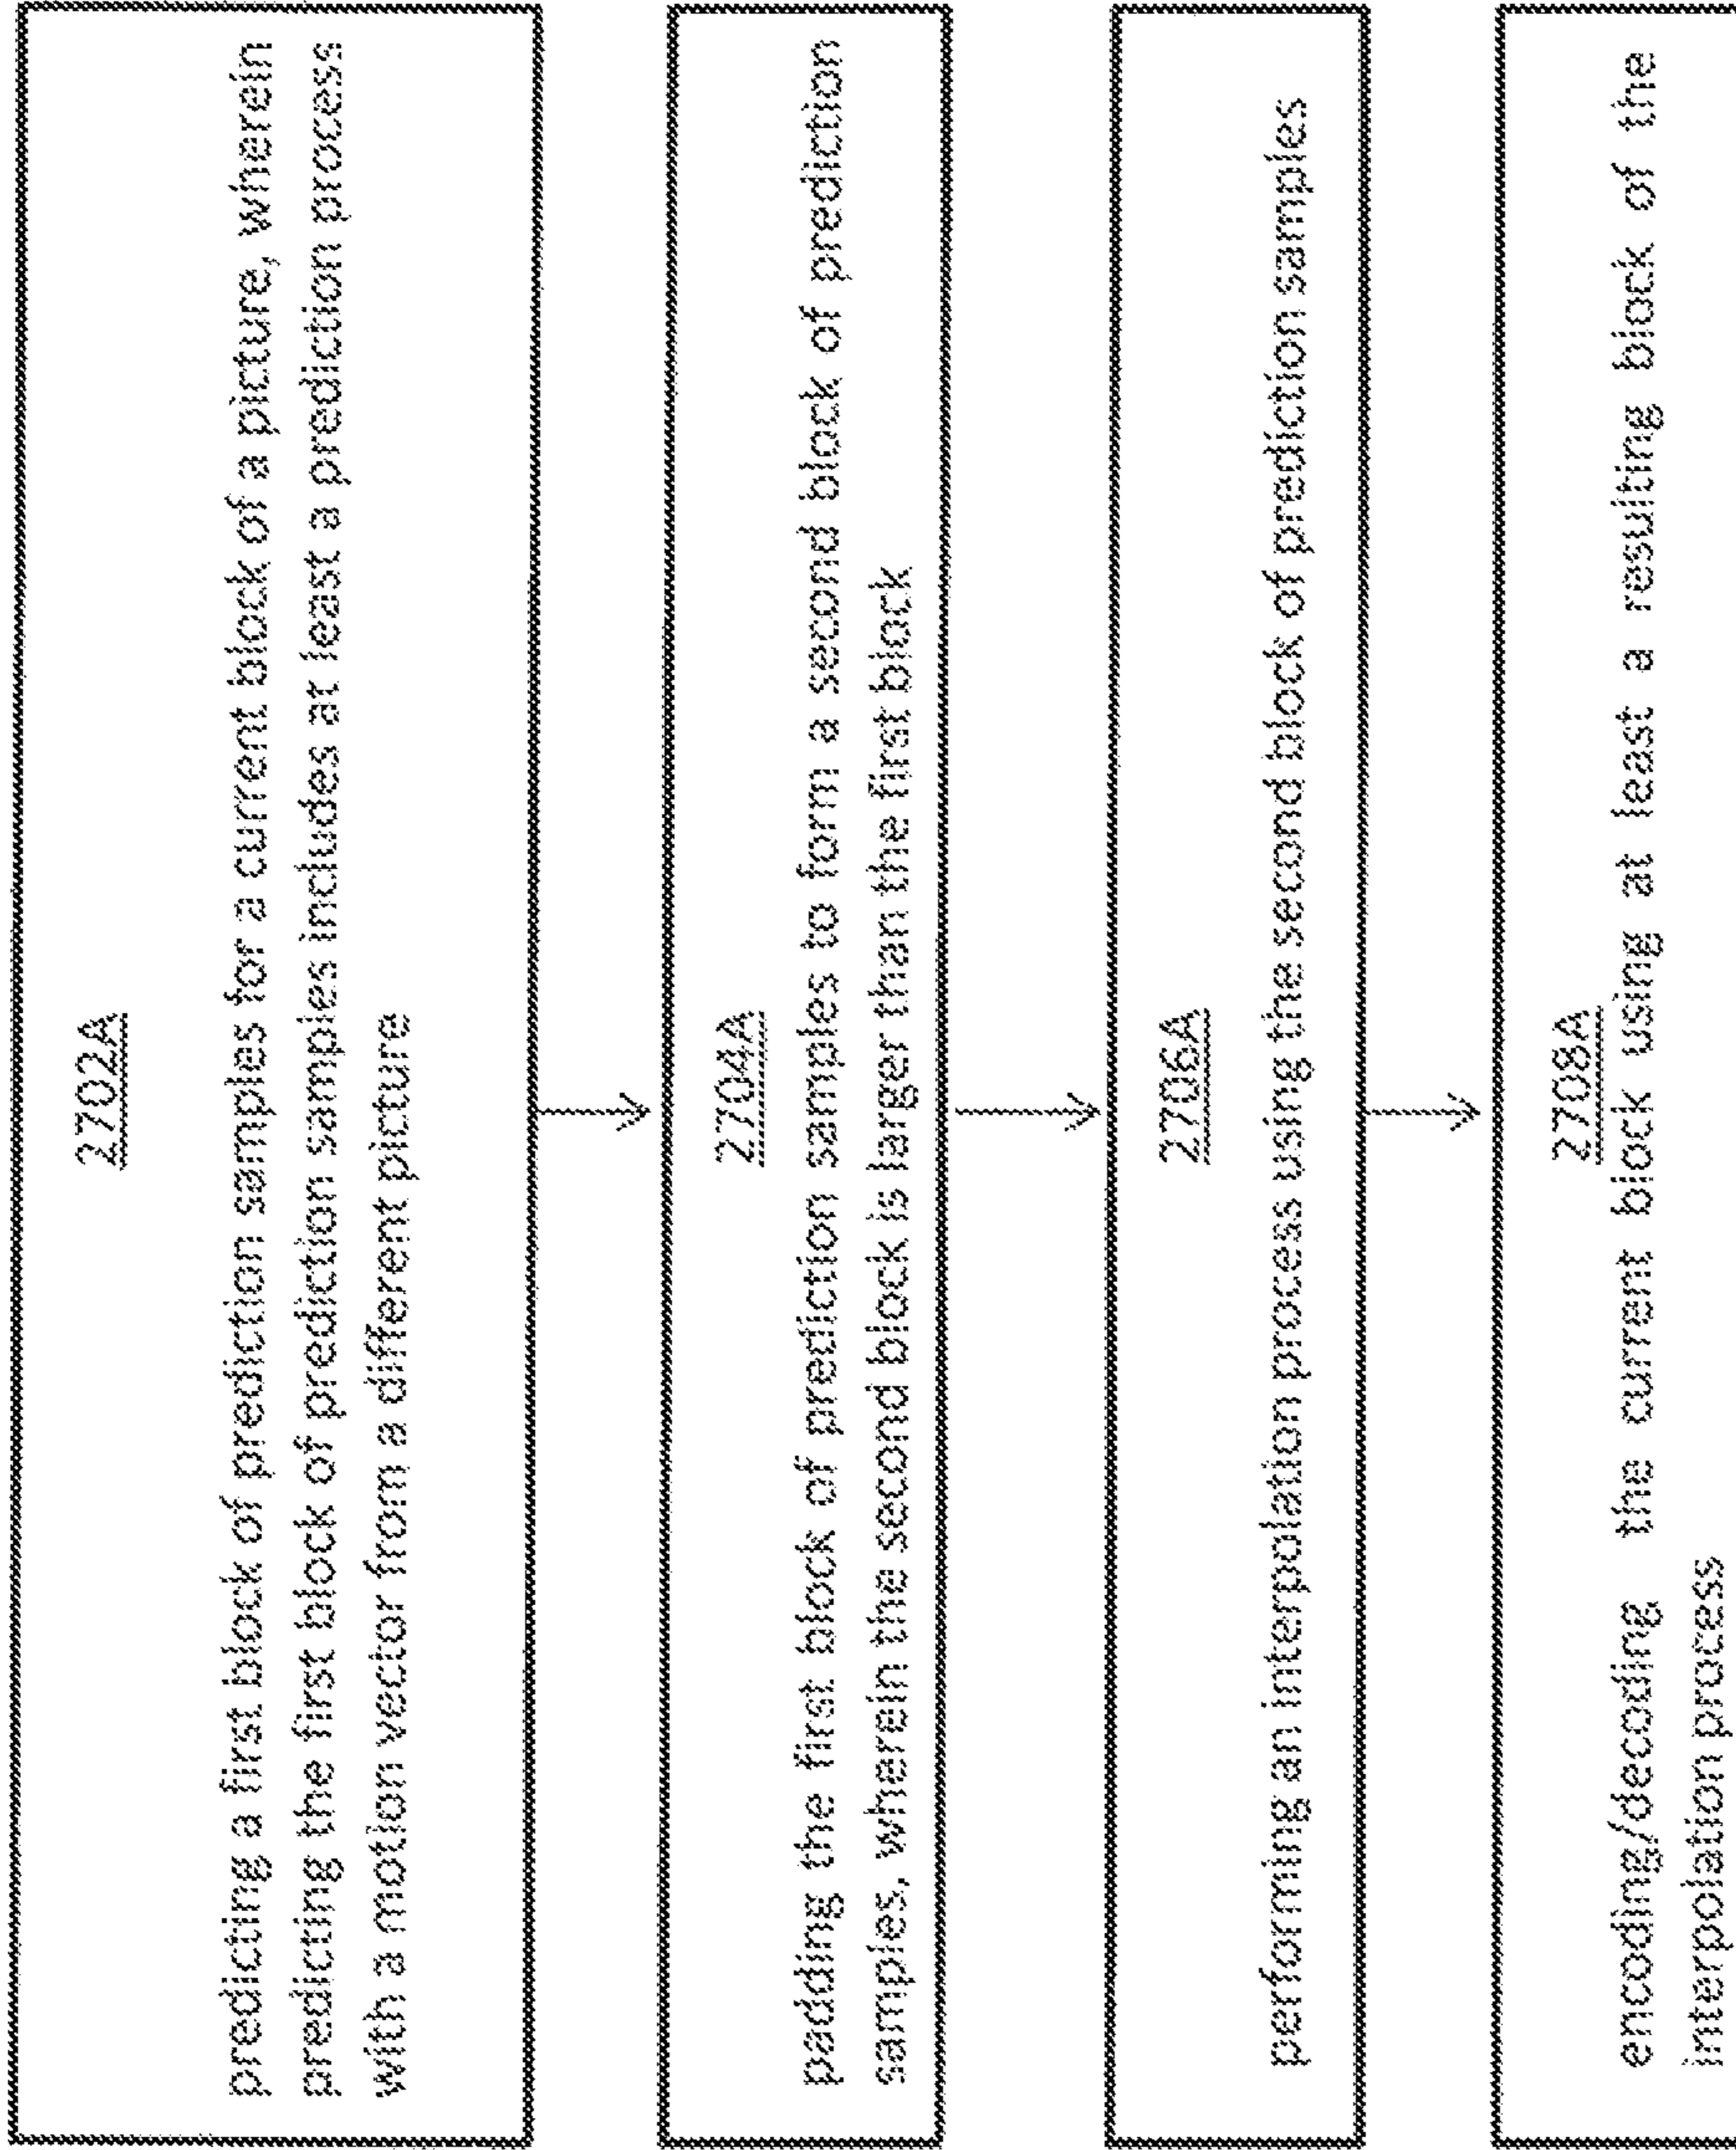 2702A
predicting a first block of prediction samples for a current block of a picture, wherein
predicting the first block of prediction samples includes at least a prediction process
with a motion vector from a different picture
2704A
padding the first block of prediction samples to form a second block of prediction
samples, wherein the second block is larger than the first block
2706A
performing an interpolation process using the second block of prediction samples
2708A
encoding/decoding the current block using at least a resulting block of the
interpolation process